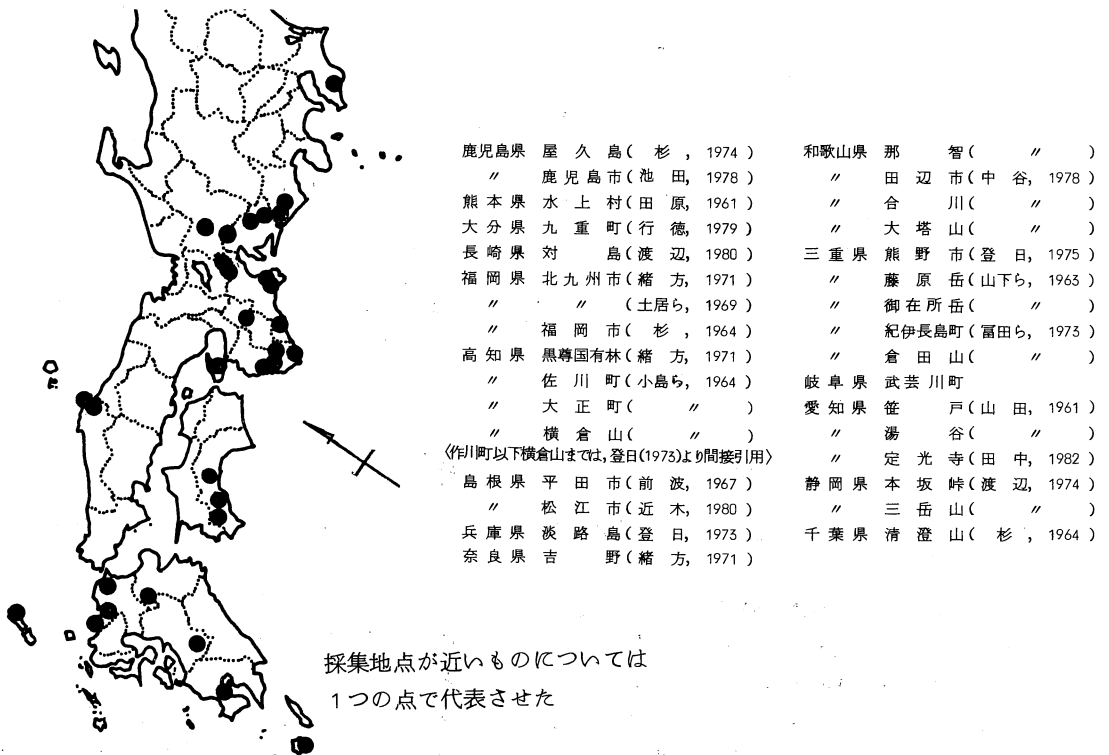 鹿児島県 屋久島(杉, 1974)
〃 鹿児島市(池田, 1978)
熊本県 水上村(田原, 1961)
大分県 九重町(行徳, 1979)
長崎県 対島(渡辺, 1980)
福岡県 北九州市(緒方, 1971)
〃 〃 (土居ら, 1969)
〃 福岡市(杉, 1964)
高知県 黒尊国有林(緒方, 1971)
〃 佐川町(小島ら, 1964)
〃 大正町(〃)
〃 横倉山(〃)
〈作川町以下横倉山までは,登日(1973)より間接引用〉
島根県 平田市(前波, 1967)
〃 松江市(近木, 1980)
兵庫県 淡路島(登日, 1973)
奈良県 吉野(緒方, 1971)
和歌山県 那智(〃)
〃 田辺市(中谷, 1978)
〃 合川(〃)
〃 大塔山(〃)
三重県 熊野市(登日, 1975)
〃 藤原岳(山下ら, 1963)
〃 御在所岳(〃)
〃 紀伊長島町(冨田ら, 1973)
〃 倉田山(〃)
岐阜県 武芸川町
愛知県 笹戸(山田, 1961)
〃 湯谷(〃)
〃 定光寺(田中, 1982)
静岡県 本坂峠(渡辺, 1974)
〃 三岳山(〃)
千葉県 清澄山(杉, 1964)
採集地点が近いものについては
1つの点で代表させた